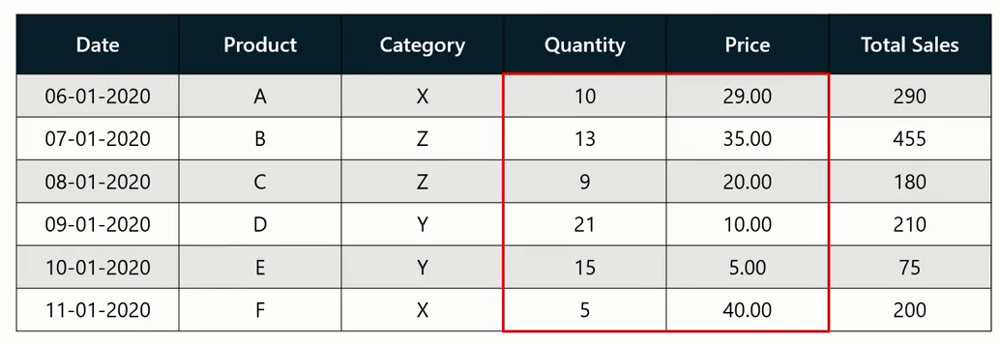 Date Product Category Quantity Price Total Sales
06-01-2020 A X 10 29.00 290
07-01-2020 B Z 13 35.00 455
08-01-2020 C Z 9 20.00 180
09-01-2020 D Y 21 10.00 210
10-01-2020 E Y 15 5.00 75
11-01-2020 F X 5 40.00 200